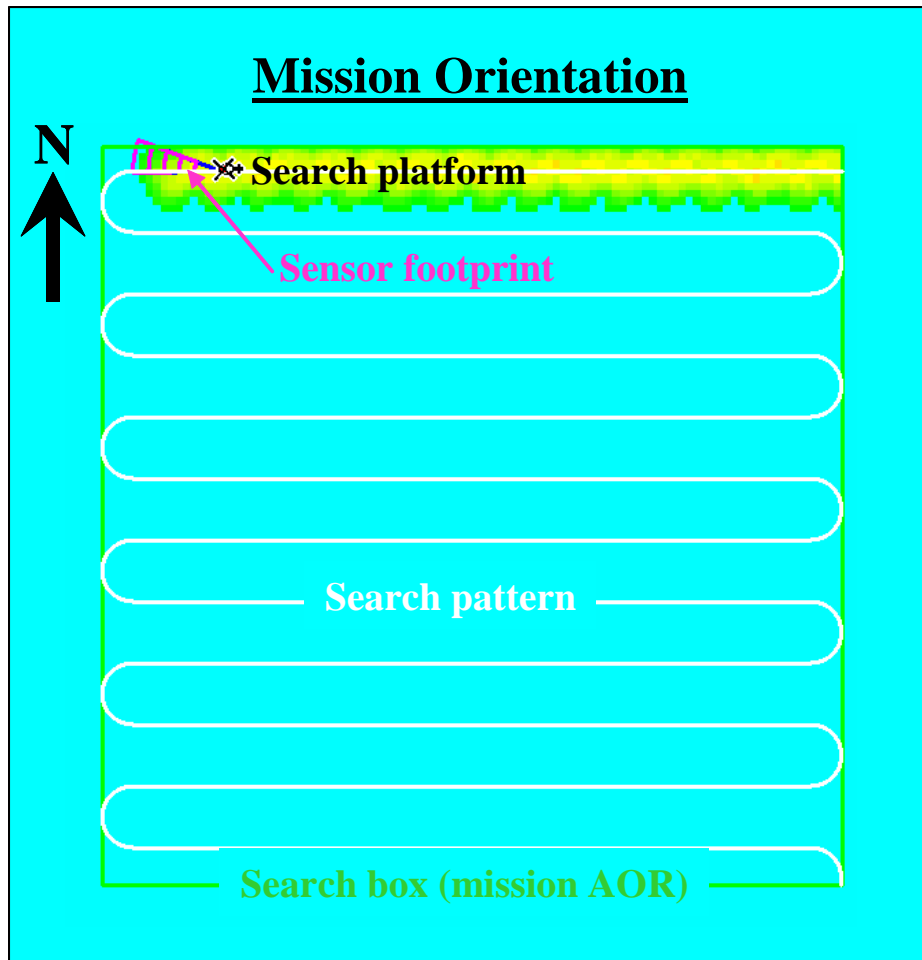 Mission Orientation
N
Search platform
Sensor footprint
Search pattern
Search box (mission AOR)